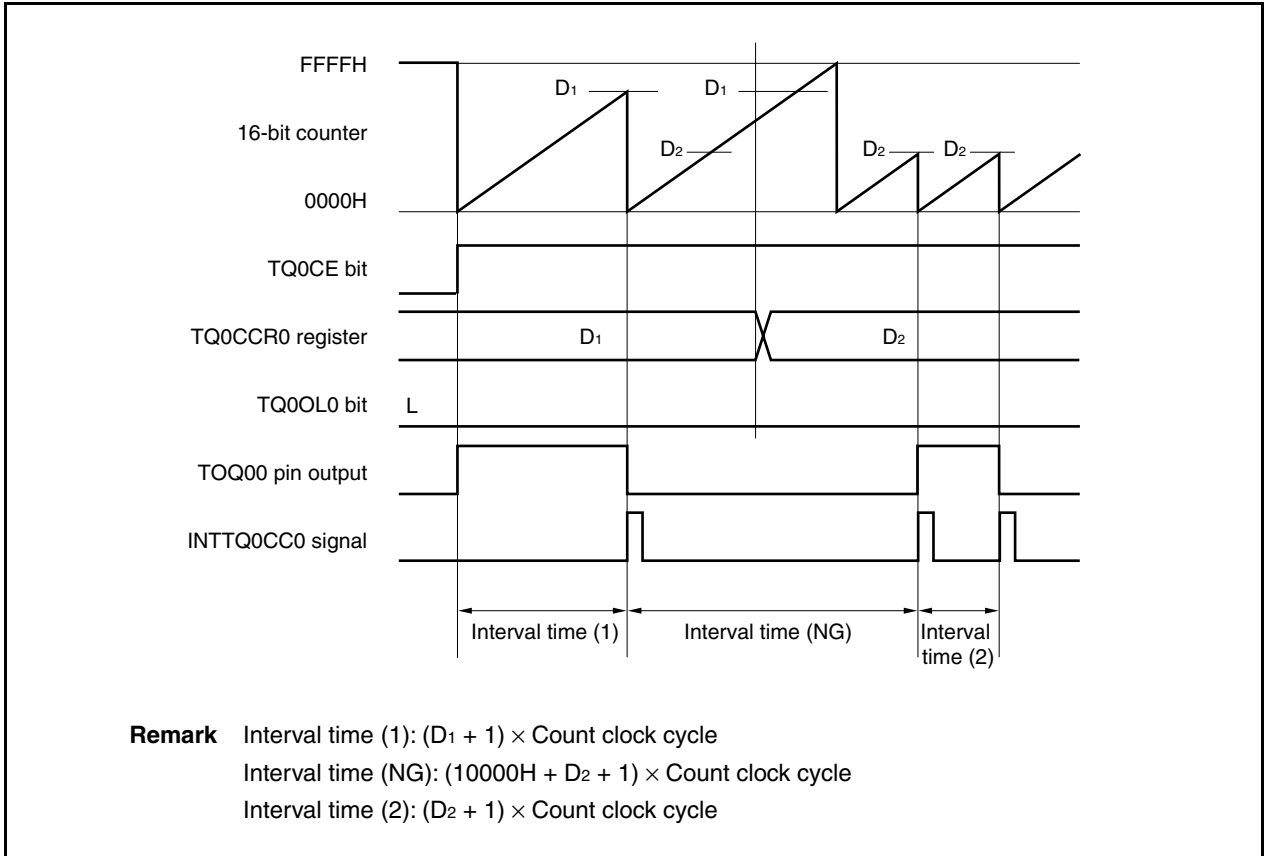 FFFFH
D1 D1
16-bit counter
D2 D2 D2
0000H
TQ0CE bit
TQ0CCR0 register D1 D2
TQ0OL0 bit L
TOQ00 pin output
INTTQ0CC0 signal
Interval time (1) Interval time (NG) Interval
time (2)
Remark Interval time (1): (D1 + 1) × Count clock cycle
Interval time (NG): (10000H + D2 + 1) × Count clock cycle
Interval time (2): (D2 + 1) × Count clock cycle